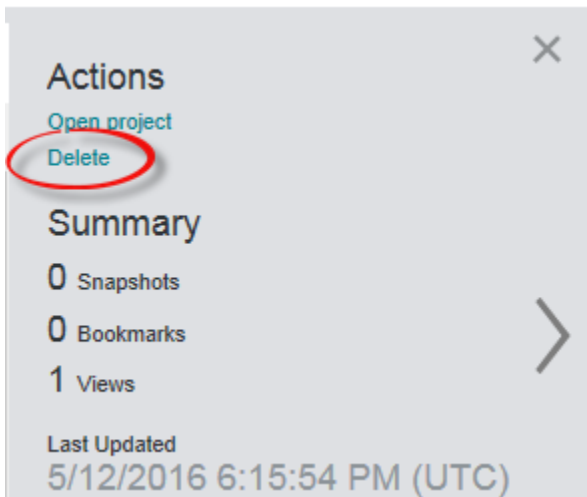 Actions
Open project
Delete
Summary
0 Snapshots
0 Bookmarks
1 Views
Last Updated
5/12/2016 6:15:54 PM (UTC)